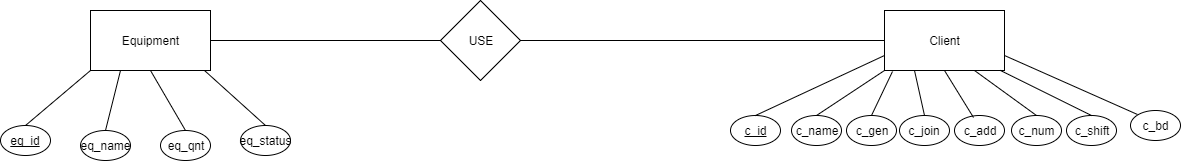 Equipment
USE
Client
eq_id
eq_name
eq_qnt
eq_status
c_id
c_name
c_gen
c_join
c_add
c_num
c_shift
c_bd